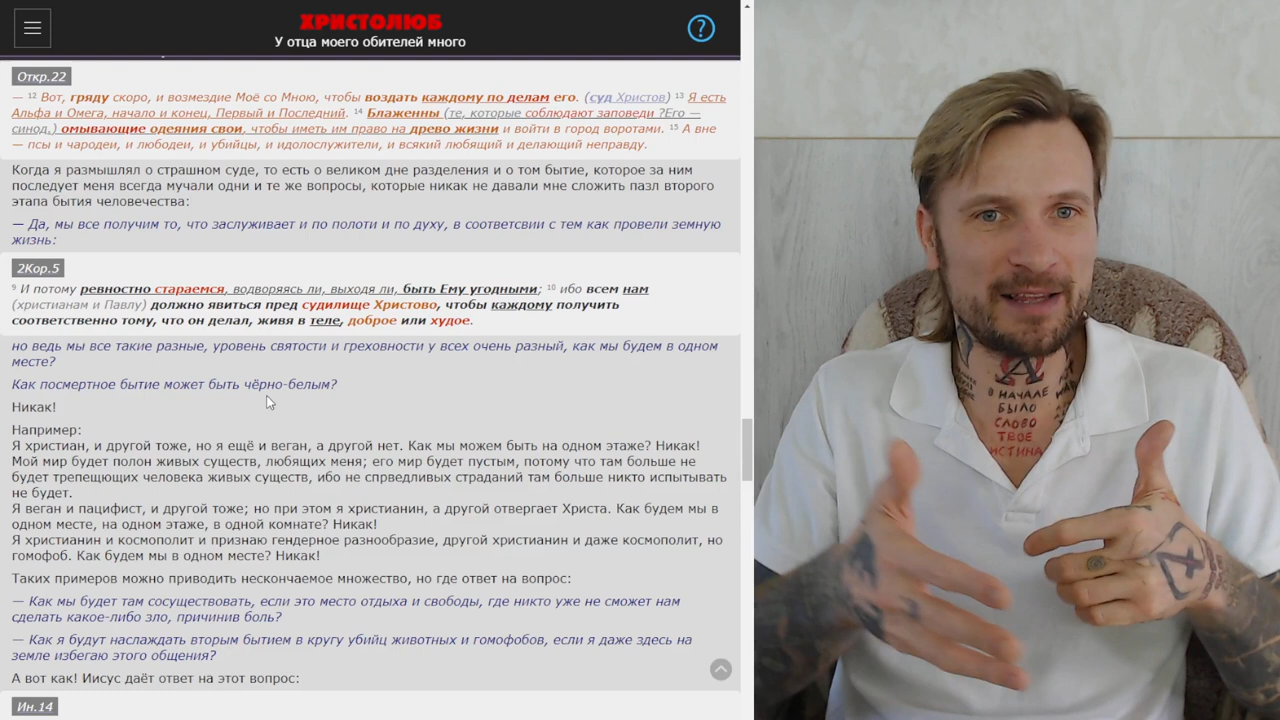 ХРИСТОЛЮБ
У отца моего обителей много
?
Откр.22
— 12 Вот, гряду скоро, и возмездие Моё со Мною, чтобы воздать каждому по делам его. (суд Христов) 13 Я есть
Альфа и Омега, начало и конец, Первый и Последний. 14 Блаженны (те, которые соблюдают заповеди ?Его —
синод.) омывающие одеяния свои, чтобы иметь им право на древо жизни и войти в город воротами. 15 А вне
— псы и чародеи, и любодеи, и убийцы, и идолослужители, и всякий любящий и делающий неправду.
Когда я размышлял о страшном суде, то есть о великом дне разделения и о том бытие, которое за ним
последует меня всегда мучали одни и те же вопросы, которые никак не давали мне сложить пазл второго
этапа бытия человечества:
— Да, мы все получим то, что заслуживает и по полоти и по духу, в соответсвии с тем как провели земную
жизнь:
2Кор.5
9 И потому ревностно стараемся, водворяясь ли, выходя ли, быть Ему угодными; 10 ибо всем нам
(христианам и Павлу) должно явиться пред судилище Христово, чтобы каждому получить
соответственно тому, что он делал, живя в теле, доброе или худое.
но ведь мы все такие разные, уровень святости и греховности у всех очень разный, как мы будем в одном
месте?
Как посмертное бытие может быть чёрно-белым?
Никак!
Например:
Я христиан, и другой тоже, но я ещё и веган, а другой нет. Как мы можем быть на одном этаже? Никак!
Мой мир будет полон живых существ, любящих меня; его мир будет пустым, потому что там больше не
будет трепещющих человека живых существ, ибо не спрведливых страданий там больше никто испытывать
не будет.
Я веган и пацифист, и другой тоже; но при этом я христианин, а другой отвергает Христа. Как будем мы в
одном месте, на одном этаже, в одной комнате? Никак!
Я христианин и космополит и признаю гендерное разнообразие, другой христианин и даже космополит, но
гомофоб. Как будем мы в одном месте? Никак!
Таких примеров можно приводить нескончаемое множество, но где ответ на вопрос:
— Как мы будет там сосуществовать, если это место отдыха и свободы, где никто уже не сможет нам
сделать какое-либо зло, причинив боль?
— Как я будут наслаждать вторым бытием в кругу убийц животных и гомофобов, если я даже здесь на
земле избегаю этого общения?
А вот как! Иисус даёт ответ на этот вопрос:
Ин.14
А
В НАЧАЛЕ
БЫЛО
СЛОВО
ТВОЕ
ИСТИНА